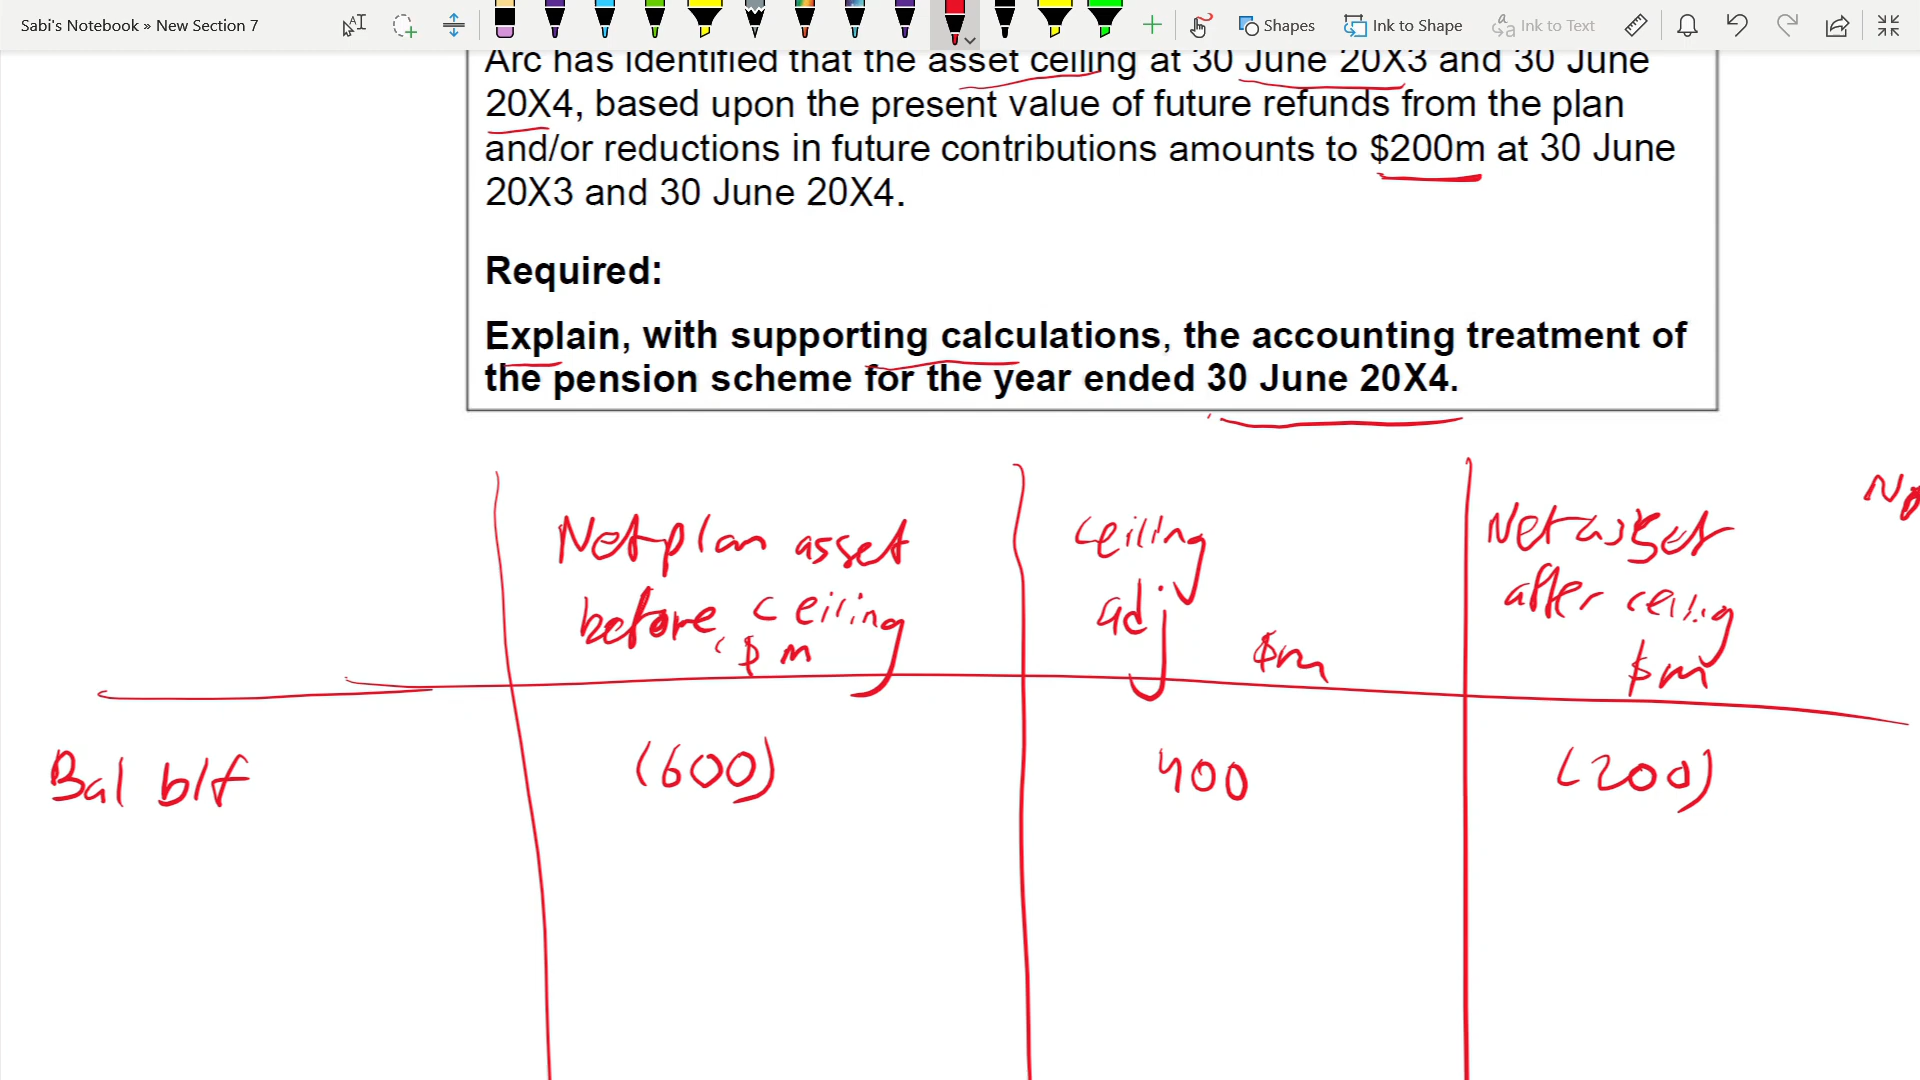 Sabi's Notebook » New Section 7
Shapes
Ink to Shape
Ink to Text
Arc has identified that the asset ceiling at 30 June 20X3 and 30 June
20X4, based upon the present value of future refunds from the plan
and/or reductions in future contributions amounts to $200m at 30 June
20X3 and 30 June 20X4.
Required:
Explain, with supporting calculations, the accounting treatment of
the pension scheme for the year ended 30 June 20X4.
Net plan asset
before ceiling
$m
ceiling
adj
$m
Net asset
after ceiling
$m
Bal b/f
(600)
400
(200)